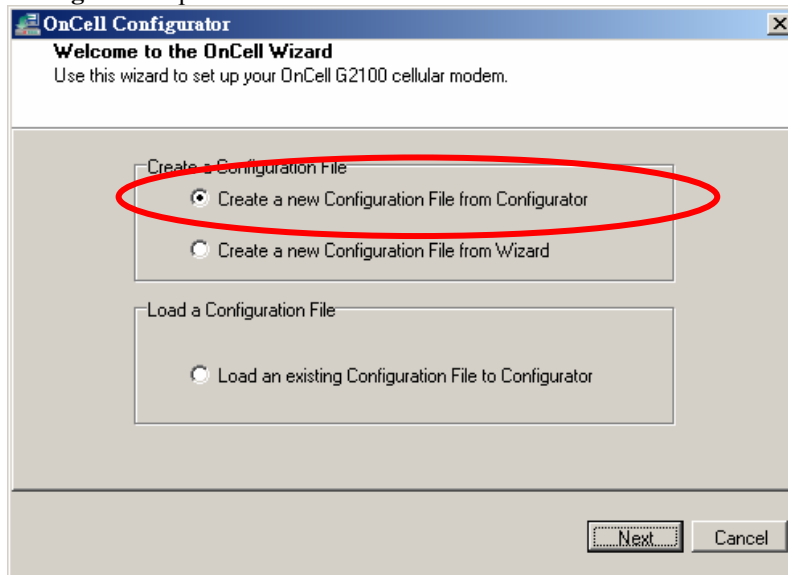 OnCell Configurator
Welcome to the OnCell Wizard
Use this wizard to set up your OnCell G2100 cellular modem.
Create a Configuration File
Create a new Configuration File from Configurator
Create a new Configuration File from Wizard
Load a Configuration File
Load an existing Configuration File to Configurator
Next Cancel